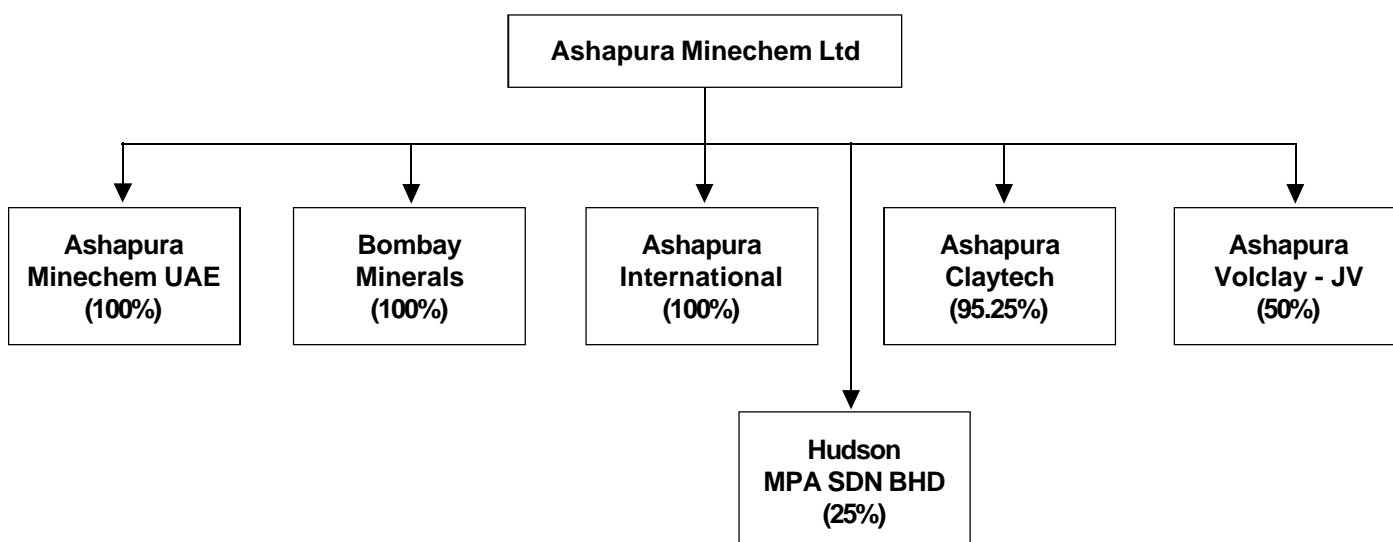 Ashapura Minechem Ltd
Ashapura
Minechem UAE
(100%)
Bombay
Minerals
(100%)
Ashapura
International
(100%)
Ashapura
Claytech
(95.25%)
Ashapura
Volclay - JV
(50%)
Hudson
MPA SDN BHD
(25%)